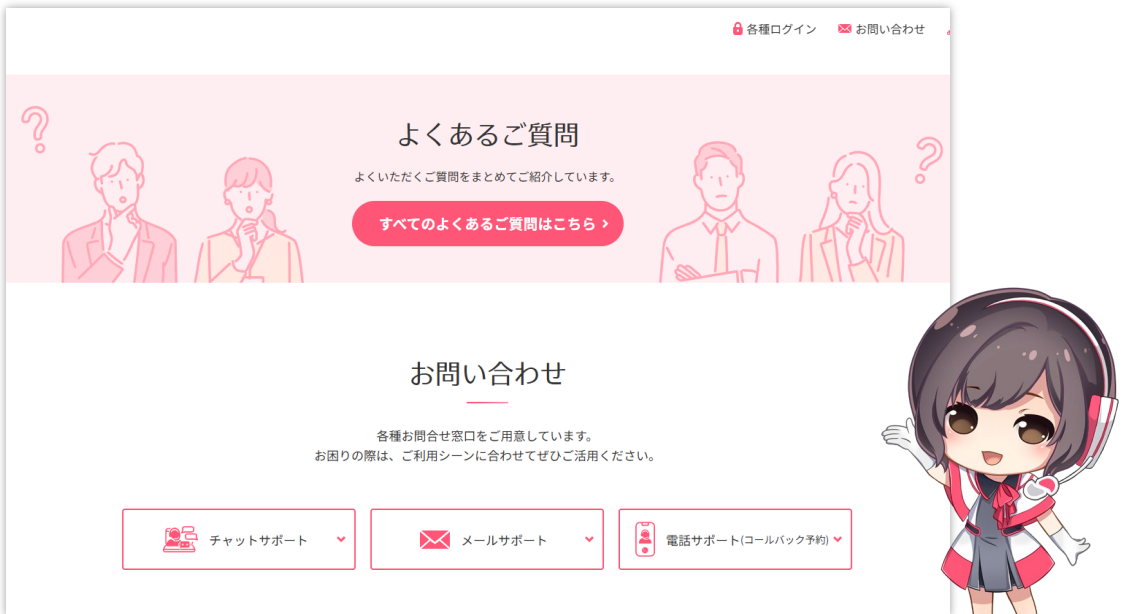 各種ログイン
お問い合わせ
よくあるご質問
よくいただくご質問をまとめてご紹介しています。
すべてのよくあるご質問はこちら
お問い合わせ
各種お問合せ窓口をご用意しています。
お困りの際は、ご利用シーンに合わせてぜひご活用ください。
チャットサポート
メールサポート
電話サポート(コールバック予約)